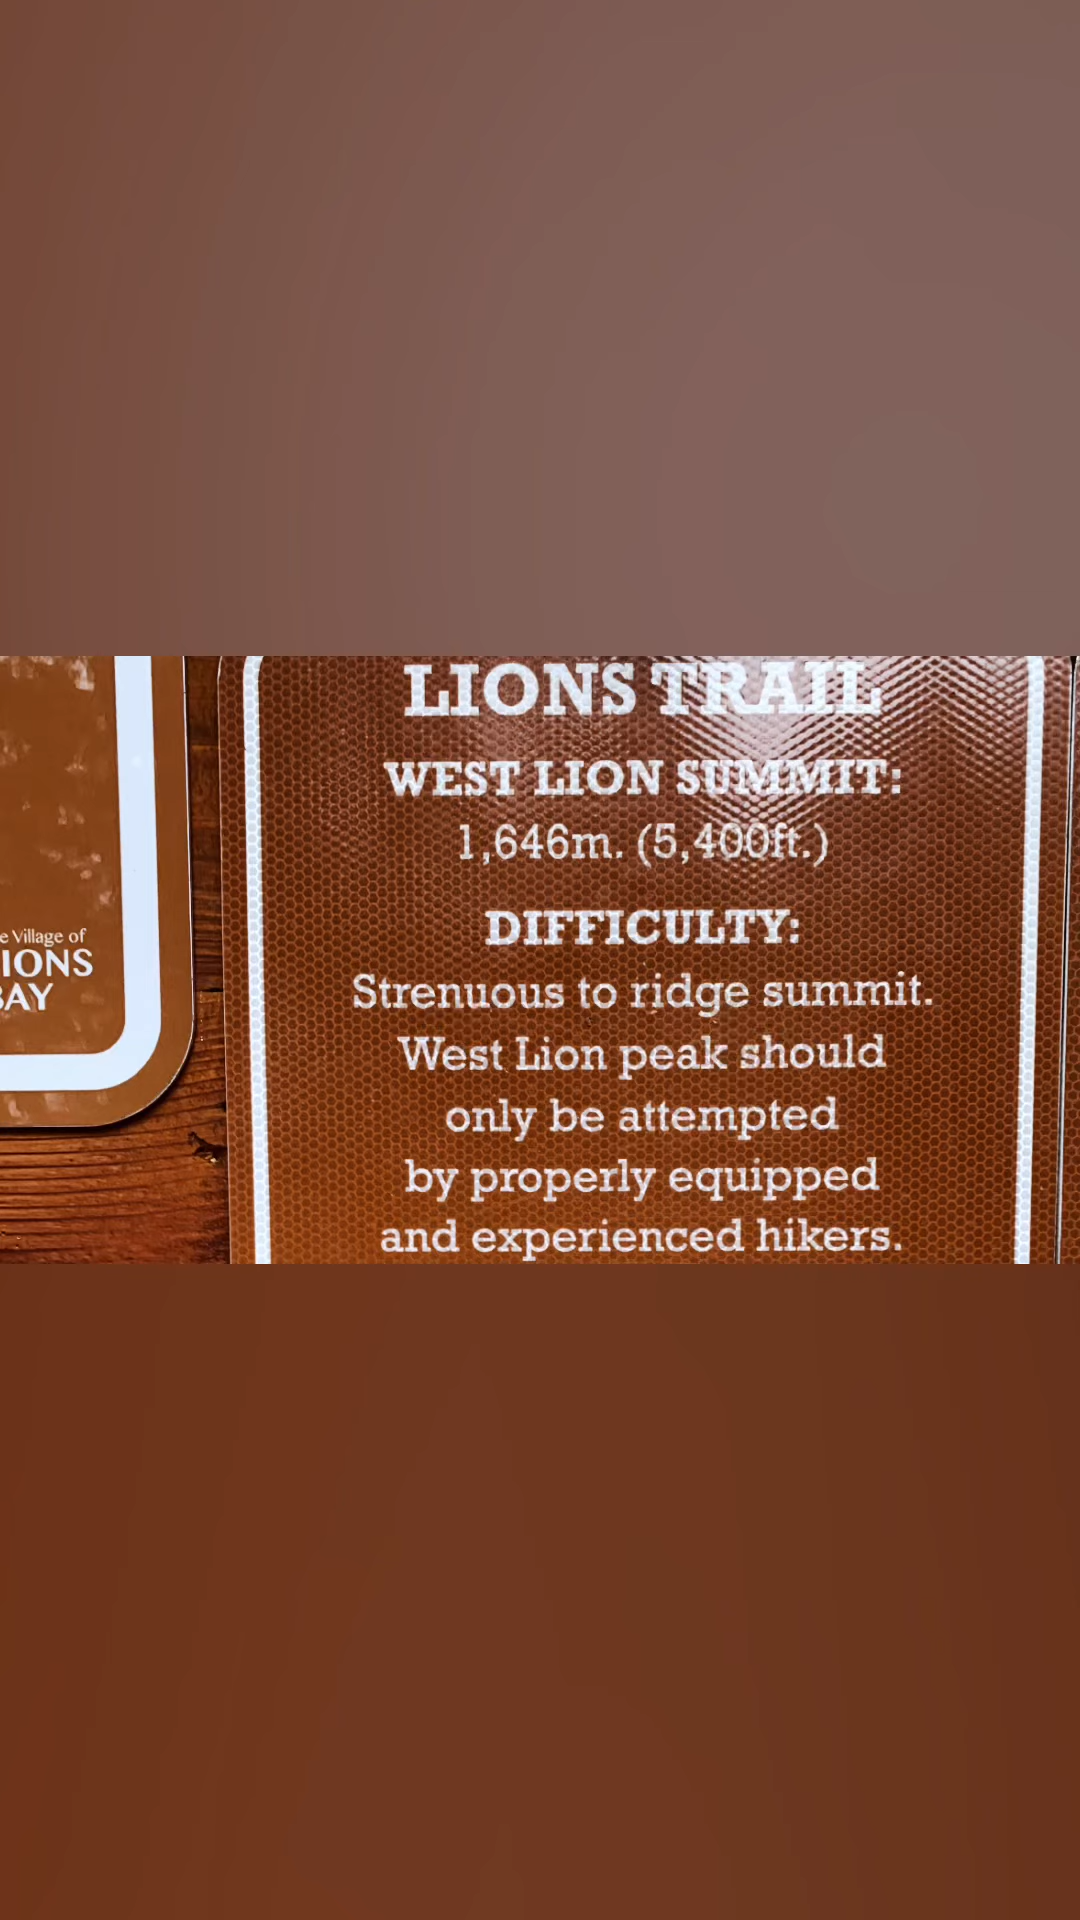 e Village of
IONS
BAY
LIONS TRAIL
WEST LION SUMMIT:
1,646m. (5,400ft.)
DIFFICULTY:
Strenuous to ridge summit.
West Lion peak should
only be attempted
by properly equipped
and experienced hikers.